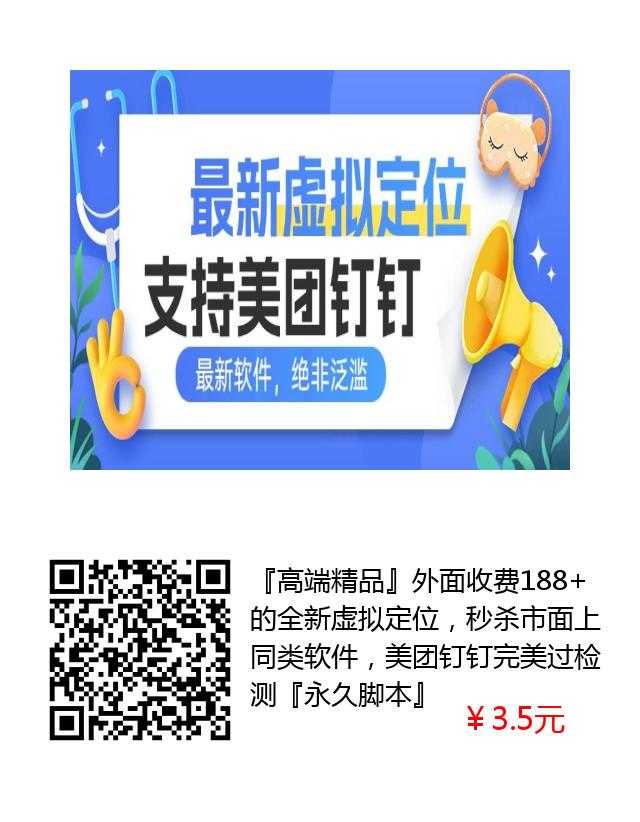 最新虚拟定位
支持美团钉钉
最新软件，绝非泛滥
『高端精品』外面收费188+
的全新虚拟定位，秒杀市面上
同类软件，美团钉钉完美过检
测『永久脚本』
￥3.5元